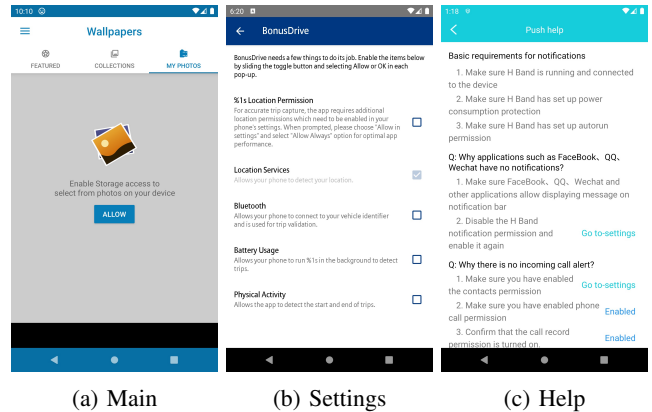 10:10
Wallpapers
FEATURED
COLLECTIONS
MY PHOTOS
Enable Storage access to
select from photos on your device
ALLOW
(a) Main
6:20
BonusDrive
BonusDrive needs a few things to do its job. Enable the items below
by sliding the toggle button and selecting Allow or OK in each
pop-up.
%1s Location Permission
For accurate trip capture, the app requires additional
location permissions which need to be enabled in your
phone's settings. When prompted, please choose "Allow in
settings" and select "Allow Always" option for optimal app
performance.
Location Services
Allows your phone to detect your location.
Bluetooth
Allows your phone to connect to your vehicle identifier
and is used for trip validation.
Battery Usage
Allows your phone to run %1s in the background to detect
trips.
Physical Activity
Allows the app to detect the start and end of trips.
(b) Settings
1:18
Push help
Basic requirements for notifications
1. Make sure H Band is running and connected
to the device
2. Make sure H Band has set up power
consumption protection
3. Make sure H Band has set up autorun
permission
Q: Why applications such as FaceBook、QQ、
Wechat have no notifications?
1. Make sure FaceBook、QQ、Wechat and
other applications allow displaying message on
notification bar
2. Disable the H Band
notification permission and
enable it again
Go to-settings
Q: Why there is no incoming call alert?
1. Make sure you have enabled
the contacts permission
Go to-settings
2. Make sure you have enabled phone
call permission
Enabled
3. Confirm that the call record
permission is turned on.
Enabled
(c) Help